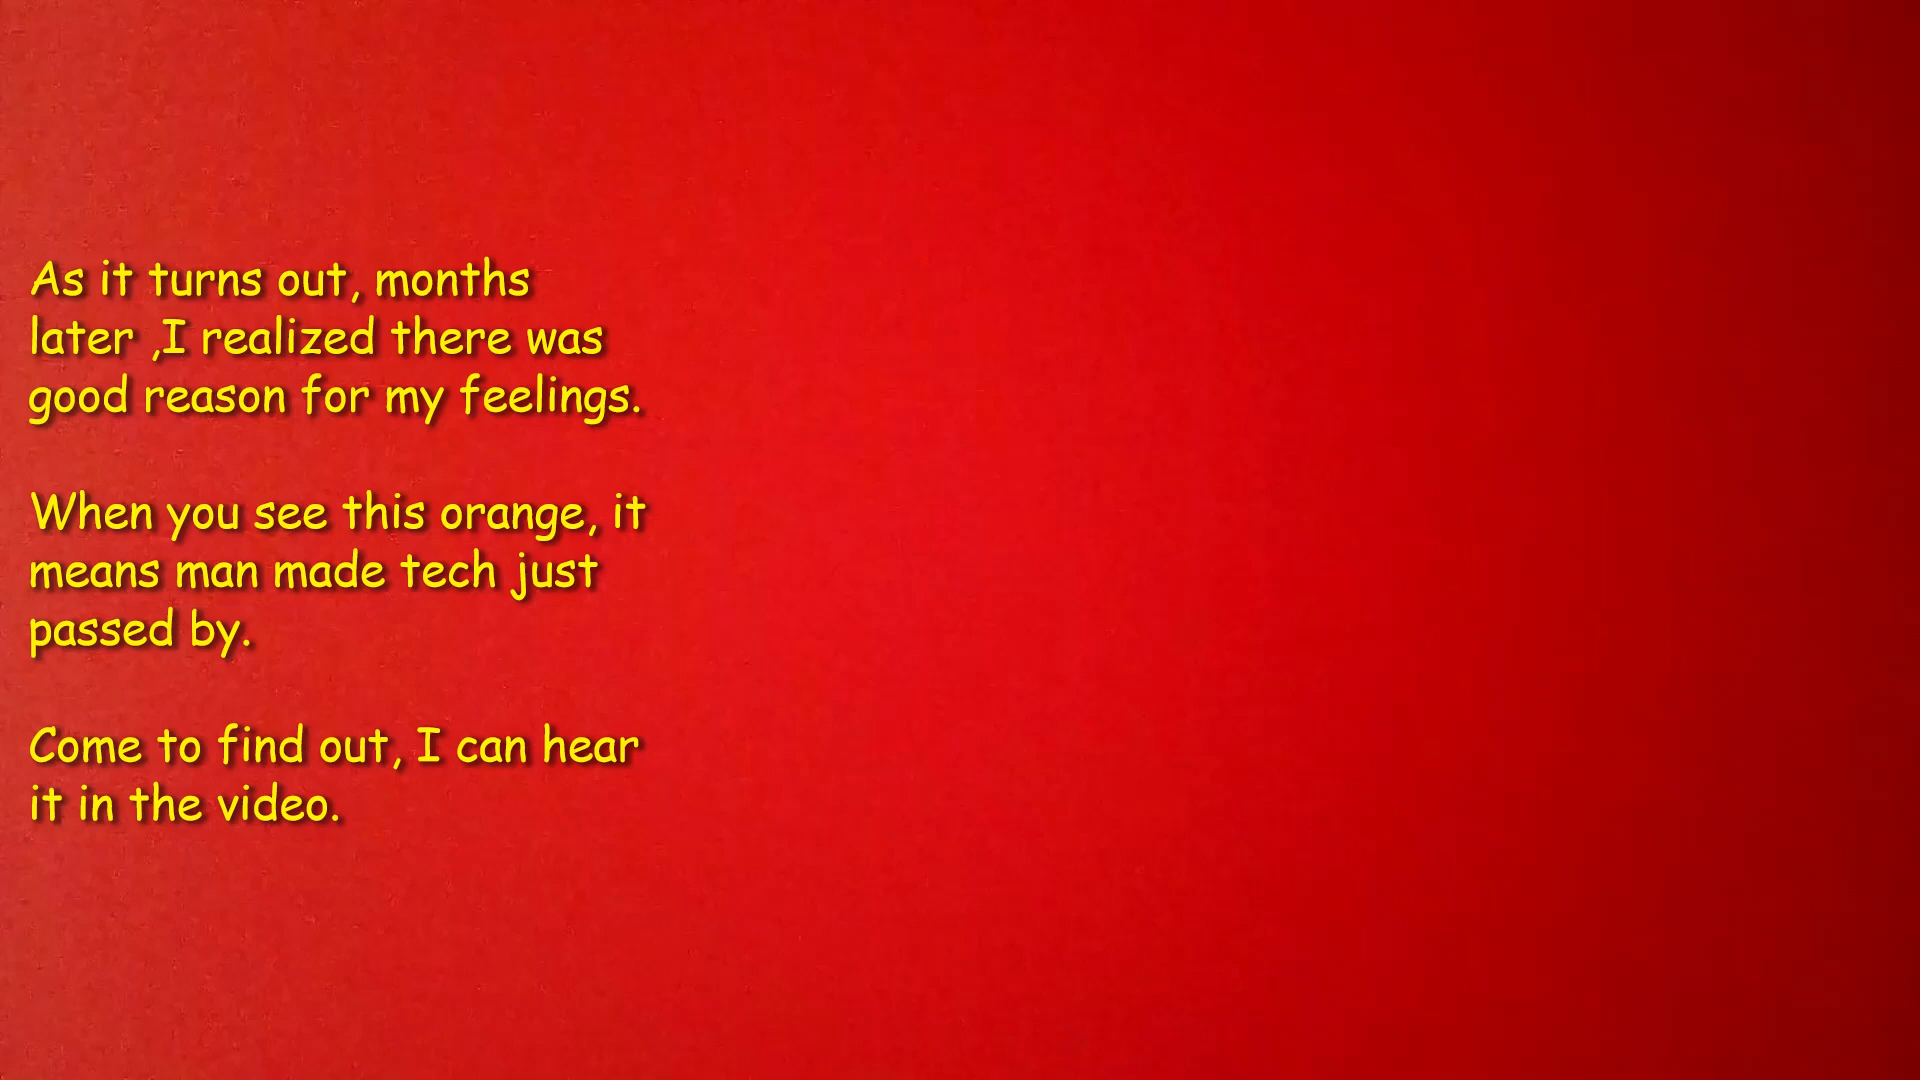 As it turns out, months
later ,I realized there was
good reason for my feelings.
When you see this orange, it
means man made tech just
passed by.
Come to find out, I can hear
it in the video.